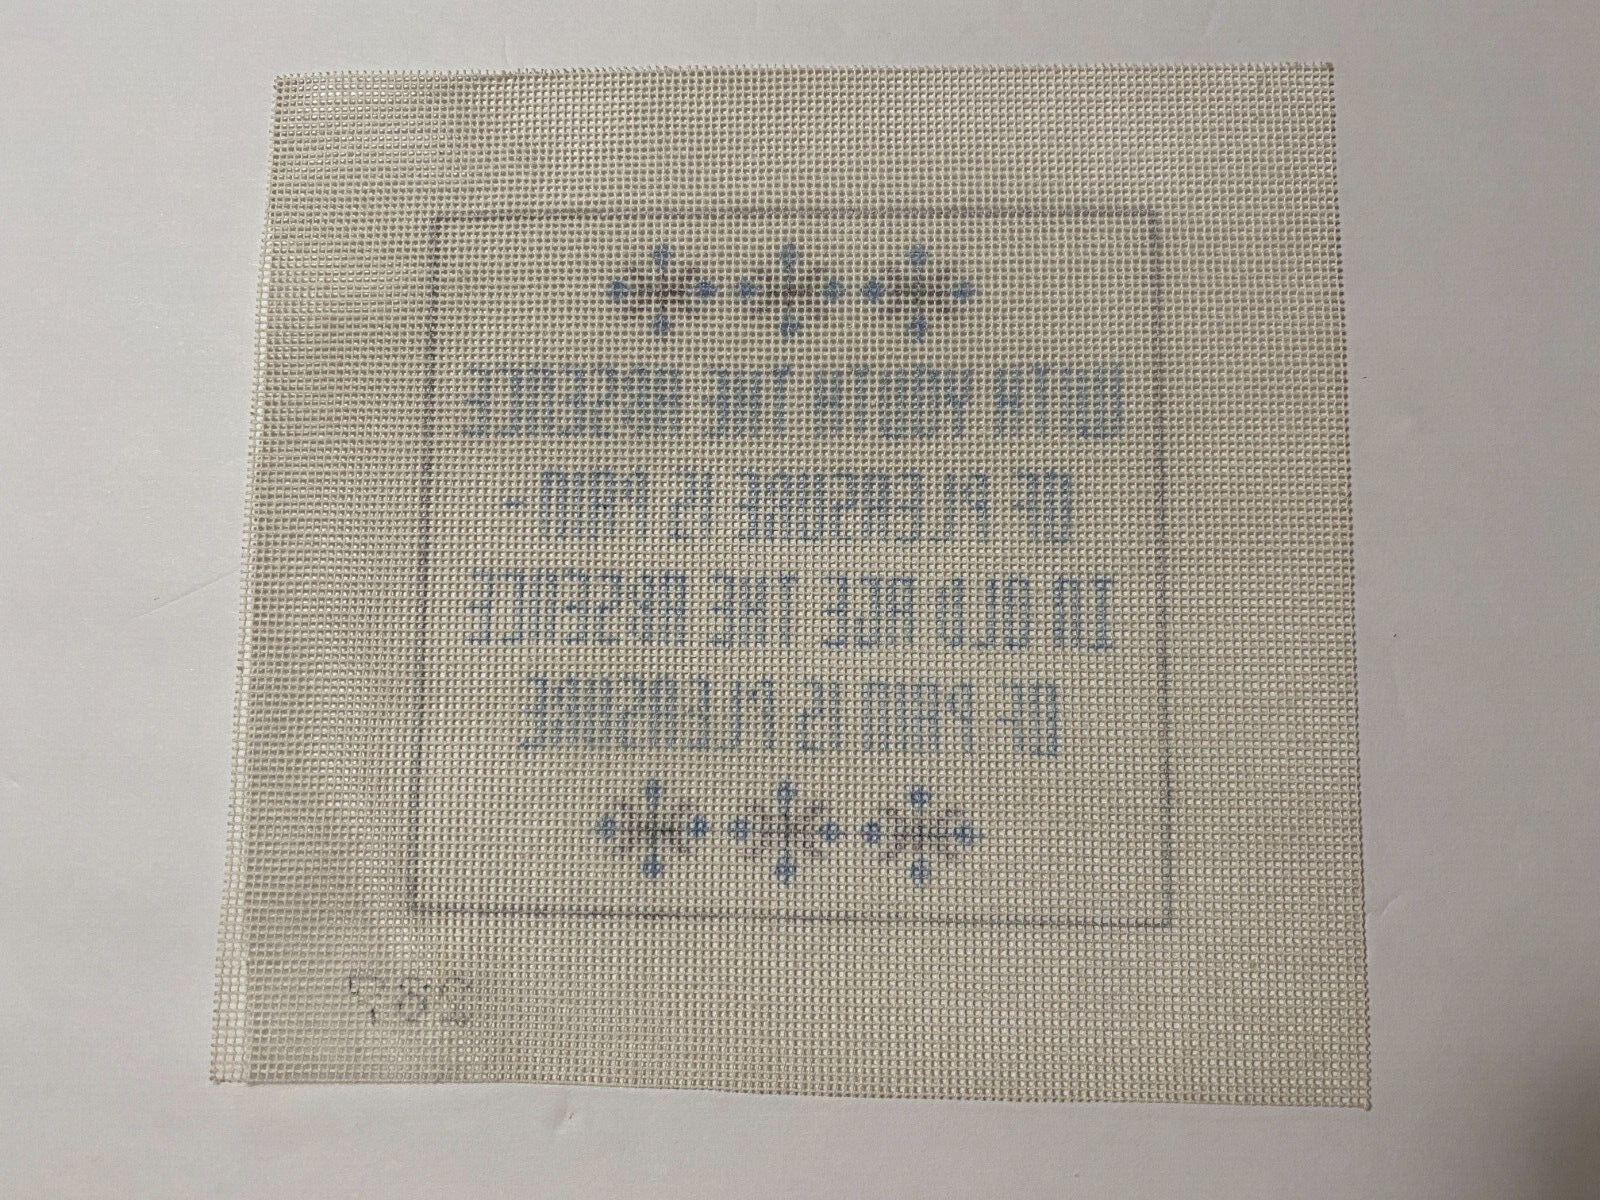 WITH YOUTH THE ABSENCE
OF PLEASURE IS PAIN -
IN OLD AGE THE ABSENCE
OF PAIN IS PLEASURE